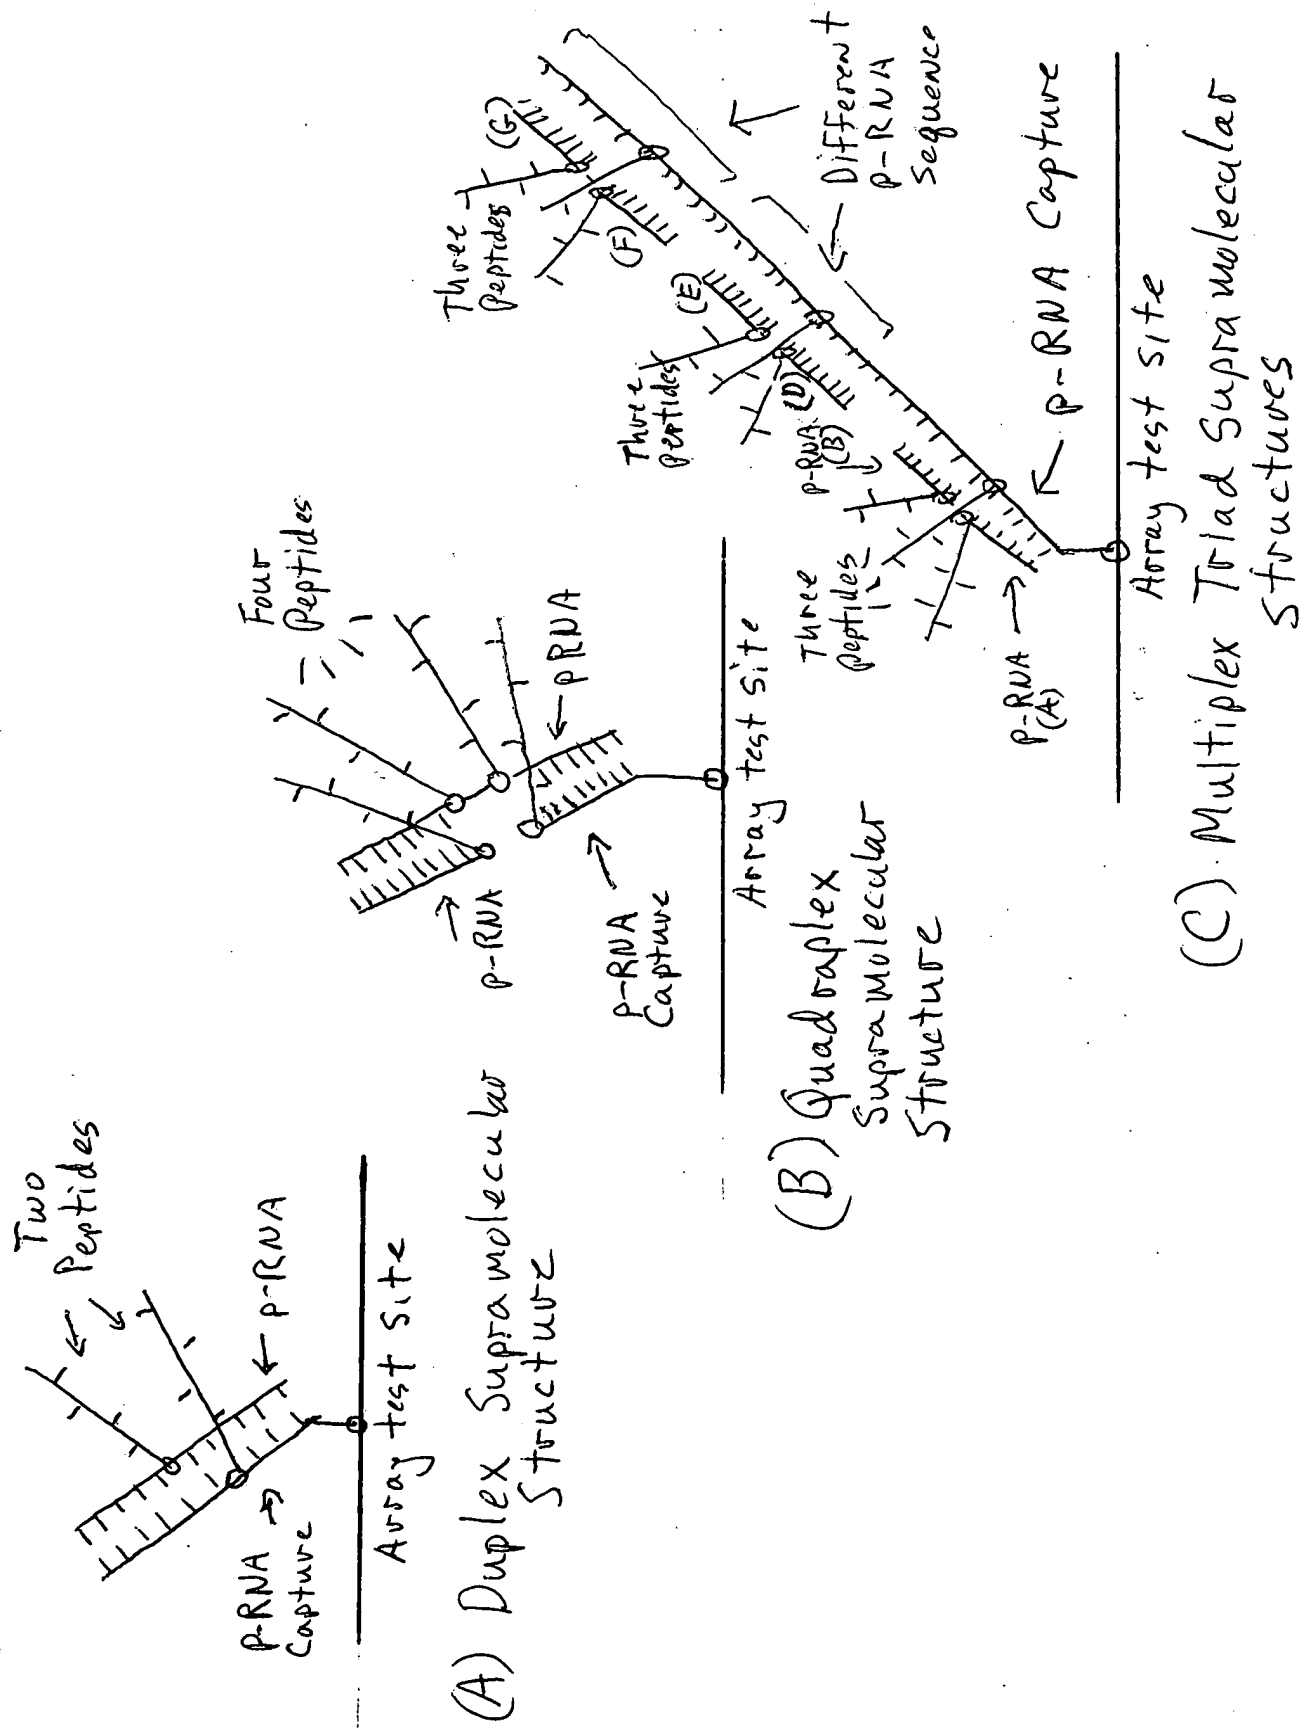 Two
Peptides
p-RNA
p-RNA
Capture
Array test site
(A) Duplex Supramolecular
Structure
Four
Peptides
p-RNA
pRNA
p-RNA
Capture
Array test site
(B) Quadraplex
Supramolecular
Structure
Three
Peptides
(G)
(F)
Three
Peptides
(E)
(D)
Different
p-RNA
Sequence
Three
Peptides
p-RNA
(B)
p-RNA
(A)
p-RNA Capture
Array test site
(C). Multiplex Triad Supramolecular
Structures